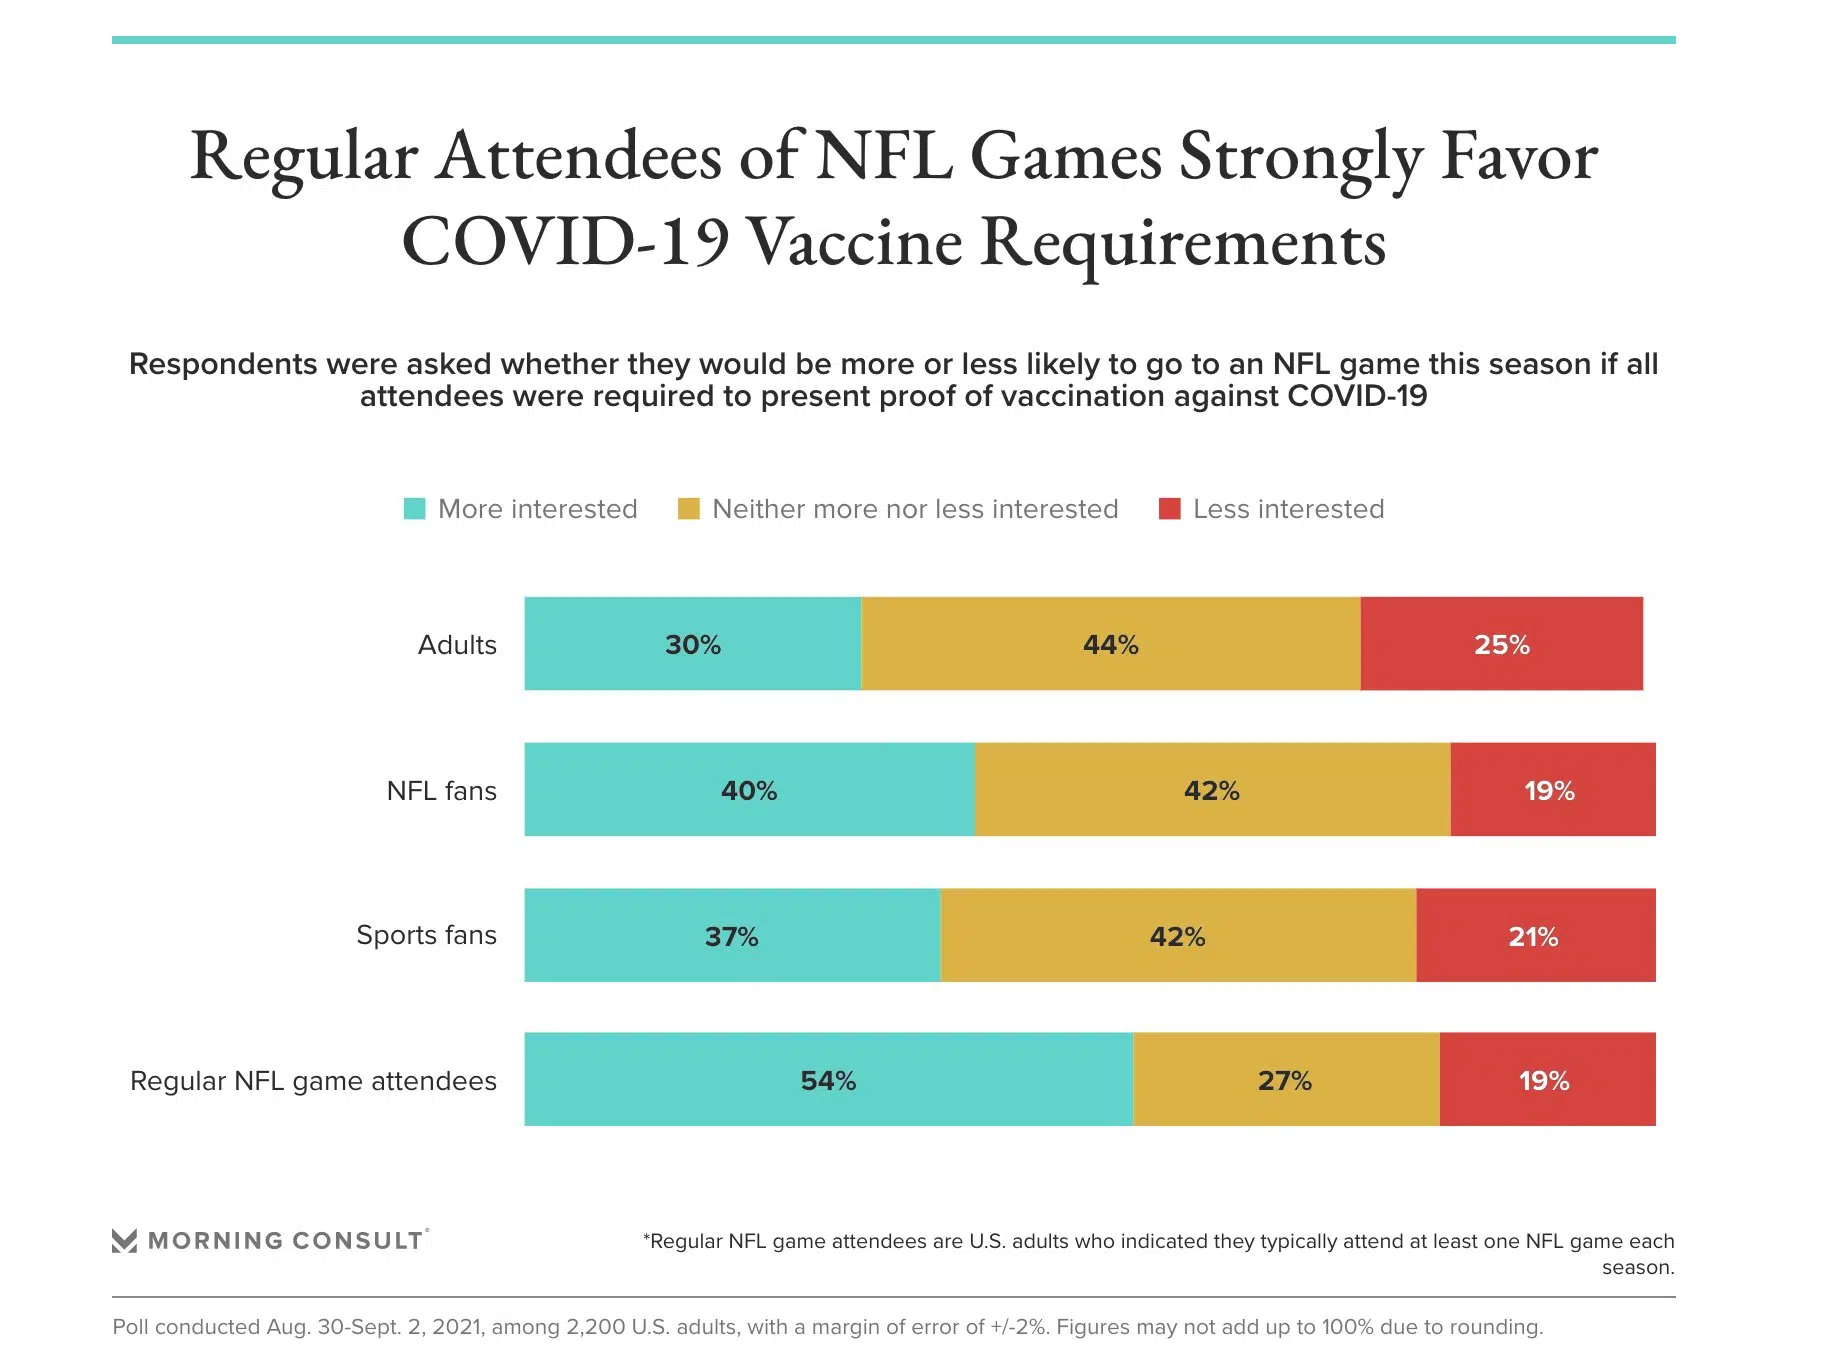 Regular Attendees of NFL Games Strongly Favor
COVID-19 Vaccine Requirements
Respondents were asked whether they would be more or less likely to go to an NFL game this season if all
attendees were required to present proof of vaccination against COVID-19
More interested Neither more nor less interested Less interested
Adults 30% 44% 25%
NFL fans 40% 42% 19%
Sports fans 37% 42% 21%
Regular NFL game attendees 54% 27% 19%
MORNING CONSULT®
*Regular NFL game attendees are U.S. adults who indicated they typically attend at least one NFL game each
season.
Poll conducted Aug. 30-Sept. 2, 2021, among 2,200 U.S. adults, with a margin of error of +/-2%. Figures may not add up to 100% due to rounding.